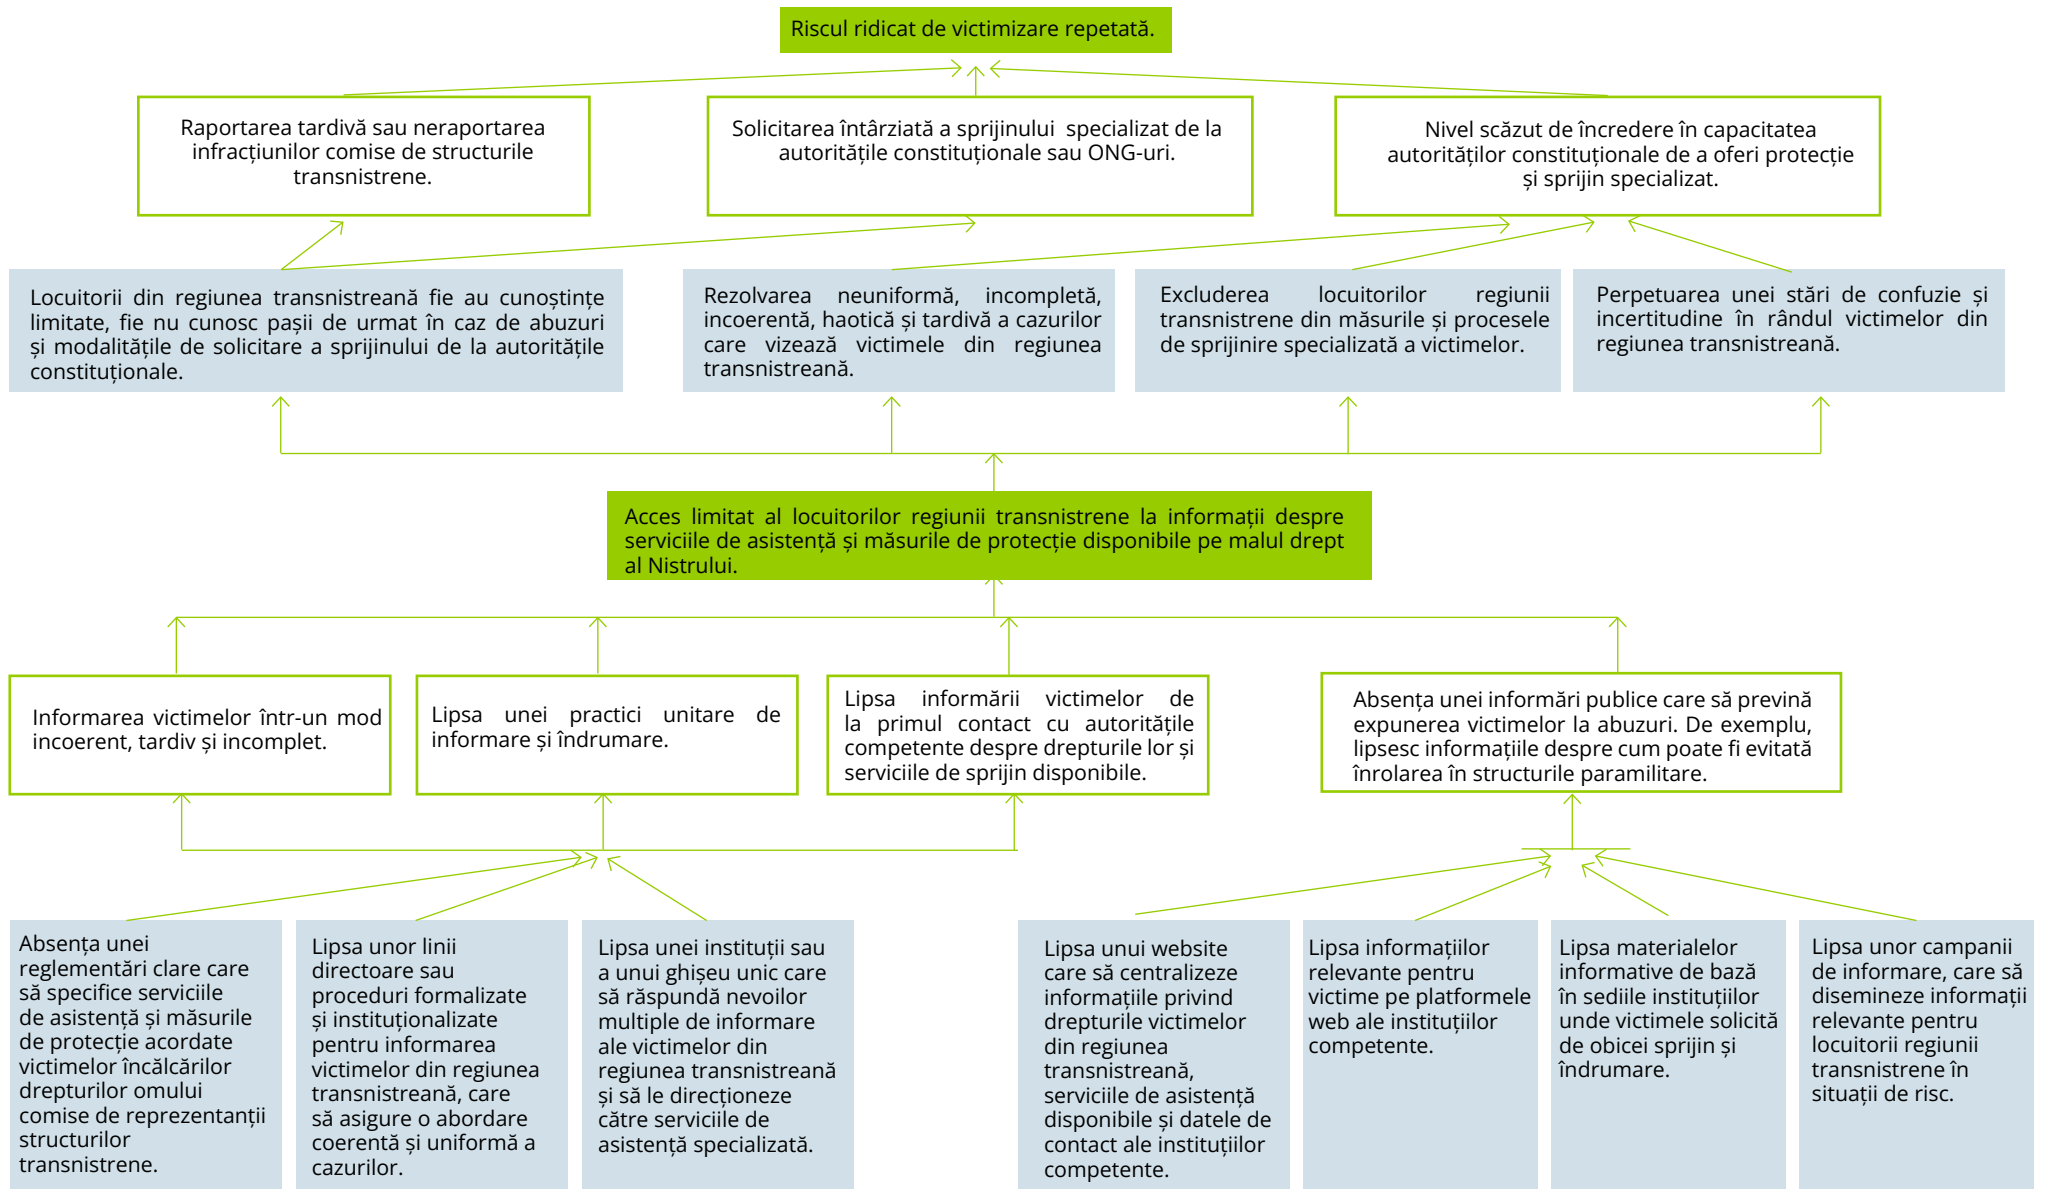 Riscul ridicat de victimizare repetată.
Raportarea tardivă sau neraportarea
infracțiunilor comise de structurile
transnistrene.
Solicitarea întârziată a sprijinului specializat de la
autoritățile constituționale sau ONG-uri.
Nivel scăzut de încredere în capacitatea
autorităților constituționale de a oferi protecție
și sprijin specializat.
Locuitorii din regiunea transnistreană fie au cunoștințe
limitate, fie nu cunosc pașii de urmat în caz de abuzuri
și modalitățile de solicitare a sprijinului de la autoritățile
constituționale.
Rezolvarea neuniformă, incompletă,
incoerentă, haotică și tardivă a cazurilor
care vizează victimele din regiunea
transnistreană.
Excluderea locuitorilor regiunii
transnistrene din măsurile și procesele
de sprijinire specializată a victimelor.
Perpetuarea unei stări de confuzie și
incertitudine în rândul victimelor din
regiunea transnistreană.
Acces limitat al locuitorilor regiunii transnistrene la informații despre
serviciile de asistență și măsurile de protecție disponibile pe malul drept
al Nistrului.
Informarea victimelor într-un mod
incoerent, tardiv și incomplet.
Lipsa unei practici unitare de
informare și îndrumare.
Lipsa informării victimelor de
la primul contact cu autoritățile
competente despre drepturile lor și
serviciile de sprijin disponibile.
Absența unei informări publice care să prevină
expunerea victimelor la abuzuri. De exemplu,
lipsesc informațiile despre cum poate fi evitată
înrolarea în structurile paramilitare.
Absența unei
reglementări clare care
să specifice serviciile
de asistență și măsurile
de protecție acordate
victimelor încălcărilor
drepturilor omului
comise de reprezentanții
structurilor
transnistrene.
Lipsa unor linii
directoare sau
proceduri formalizate
și instituționalizate
pentru informarea
victimelor din regiunea
transnistreană, care
să asigure o abordare
coerentă și uniformă a
cazurilor.
Lipsa unei instituții sau
a unui ghișeu unic care
să răspundă nevoilor
multiple de informare
ale victimelor din
regiunea transnistreană
și să le direcționeze
către serviciile de
asistență specializată.
Lipsa unui website
care să centralizeze
informațiile privind
drepturile victimelor
din regiunea
transnistreană,
serviciile de asistență
disponibile și datele de
contact ale instituțiilor
competente.
Lipsa informațiilor
relevante pentru
victime pe platformele
web ale instituțiilor
competente.
Lipsa materialelor
informative de bază
în sediile instituțiilor
unde victimele solicită
de obicei sprijin și
îndrumare.
Lipsa unor campanii
de informare, care să
disemineze informații
relevante pentru
locuitorii regiunii
transnistrene în
situații de risc.